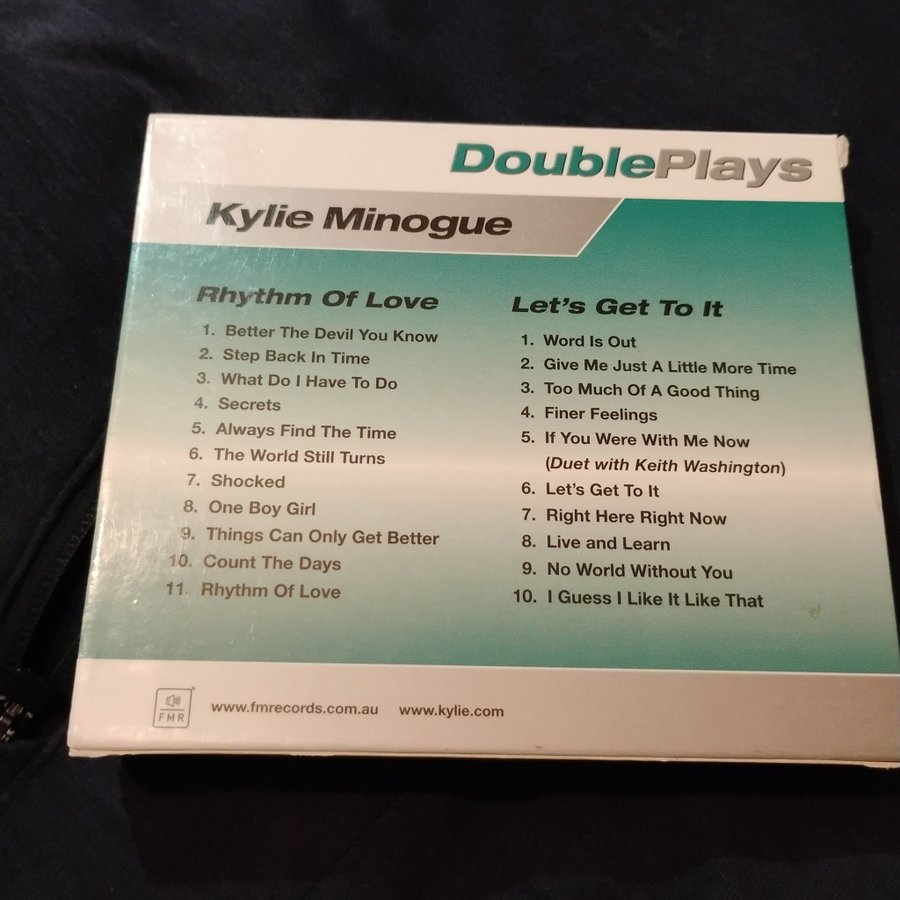 DoublePlays
Kylie Minogue
Rhythm Of Love
1. Better The Devil You Know
2. Step Back In Time
3. What Do I Have To Do
4. Secrets
5. Always Find The Time
6. The World Still Turns
7. Shocked
8. One Boy Girl
9. Things Can Only Get Better
10. Count The Days
11. Rhythm Of Love
Let's Get To It
1. Word Is Out
2. Give Me Just A Little More Time
3. Too Much Of A Good Thing
4. Finer Feelings
5. If You Were With Me Now
(Duet with Keith Washington)
6. Let's Get To It
7. Right Here Right Now
8. Live and Learn
9. No World Without You
10. I Guess I Like It Like That
FMR
www.fmrecords.com.au www.kylie.com